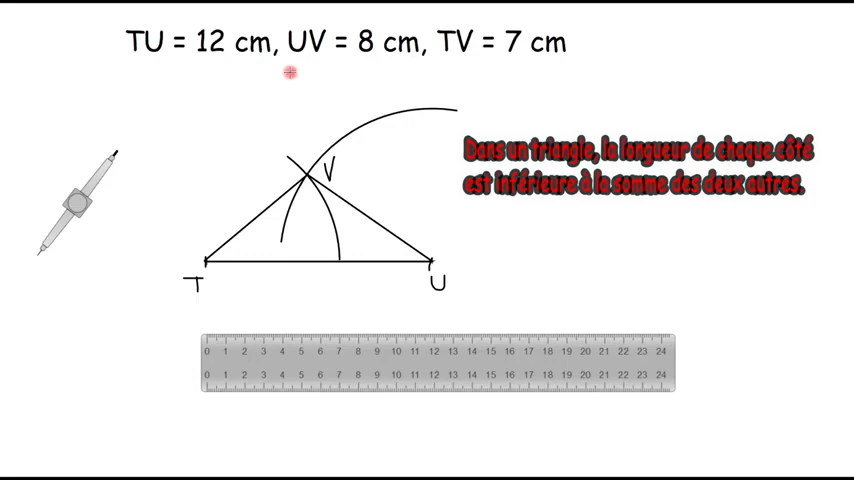 TU = 12 cm, UV = 8 cm, TV = 7 cm
Dans un triangle, la longueur de chaque côté
est inférieure à la somme des deux autres.
V
T U
0 1 2 3 4 5 6 7 8 9 10 11 12 13 14 15 16 17 18 19 20 21 22 23 24
0 1 2 3 4 5 6 7 8 9 10 11 12 13 14 15 16 17 18 19 20 21 22 23 24